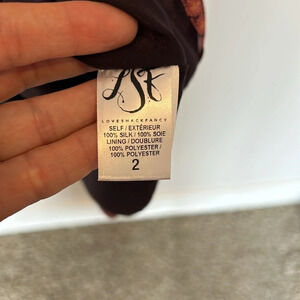 LSF
LOVESHACKFANCY
SELF / EXTÉRIEUR
100% SILK / 100% SOIE
LINING / DOUBLURE
100% POLYESTER /
100% POLYESTER
2